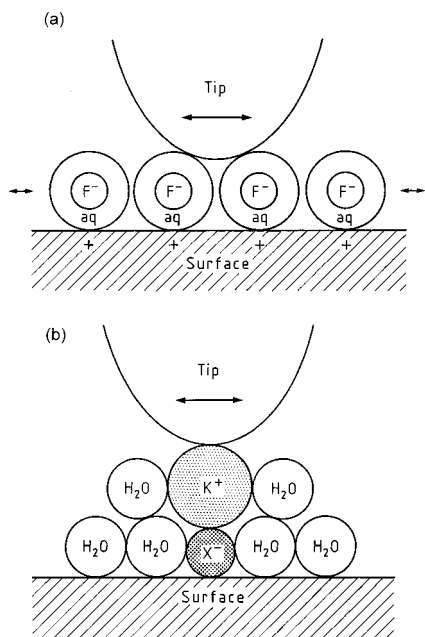 (a)
Tip
F⁻ F⁻ F⁻ F⁻
aq aq aq aq
+ + + +
Surface
(b)
Tip
H₂O K⁺ H₂O
H₂O H₂O X⁻ H₂O H₂O
Surface